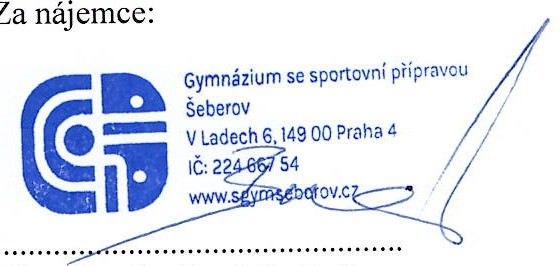 Za nájemce:
Gymnázium se sportovní přípravou
Šeberov
V Ladech 6, 149 00 Praha 4
IČ: 224 667 54
www.sgymseberov.cz